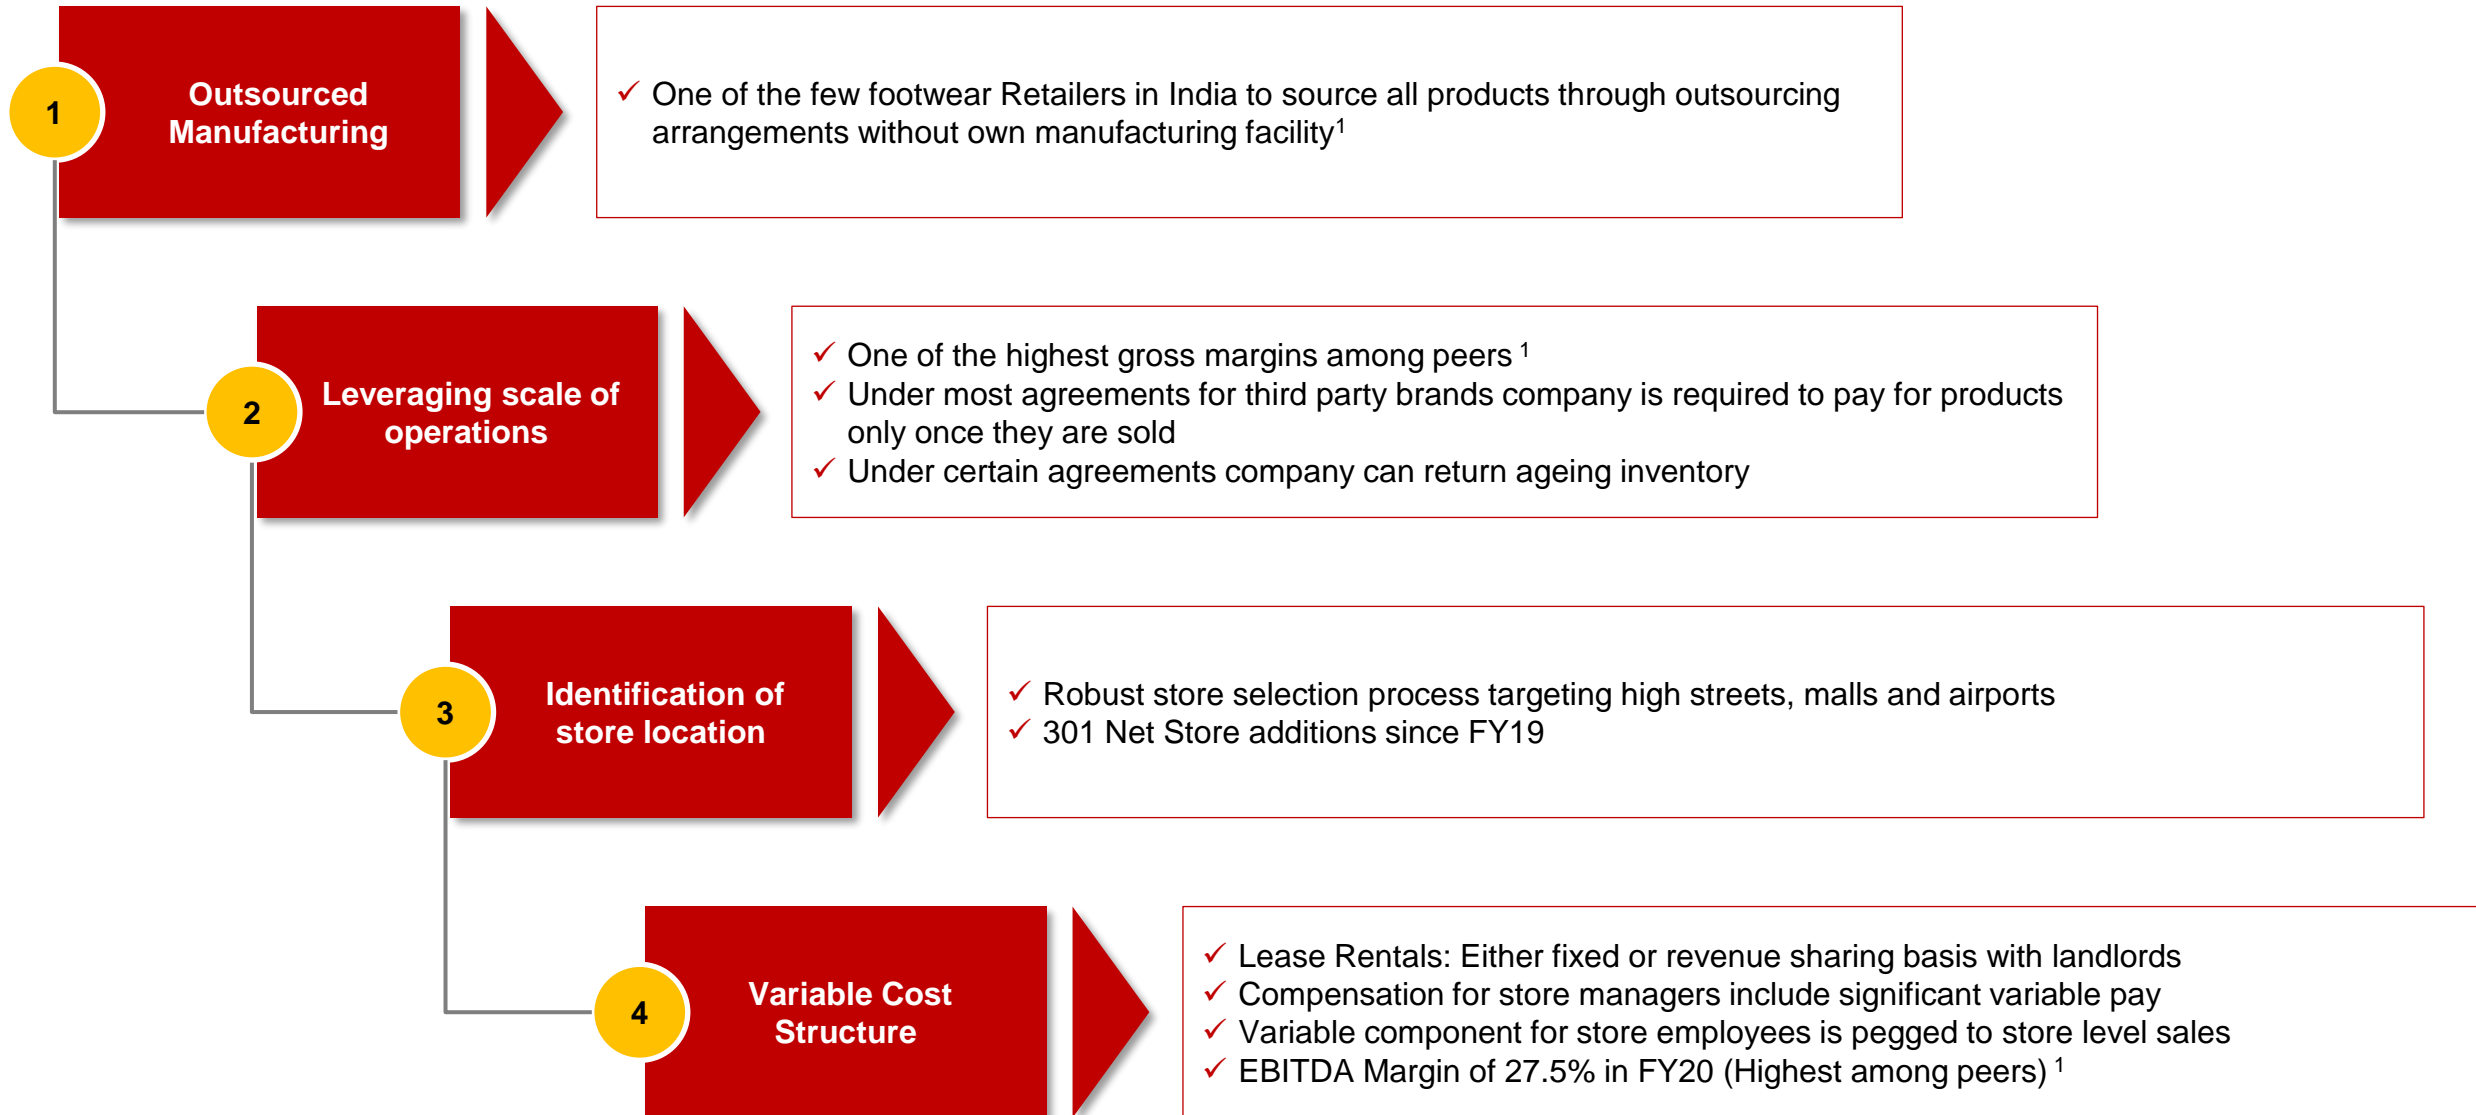 1
Outsourced
Manufacturing
✓ One of the few footwear Retailers in India to source all products through outsourcing
arrangements without own manufacturing facility¹
2
Leveraging scale of
operations
✓ One of the highest gross margins among peers ¹
✓ Under most agreements for third party brands company is required to pay for products
only once they are sold
✓ Under certain agreements company can return ageing inventory
3
Identification of
store location
✓ Robust store selection process targeting high streets, malls and airports
✓ 301 Net Store additions since FY19
4
Variable Cost
Structure
✓ Lease Rentals: Either fixed or revenue sharing basis with landlords
✓ Compensation for store managers include significant variable pay
✓ Variable component for store employees is pegged to store level sales
✓ EBITDA Margin of 27.5% in FY20 (Highest among peers) ¹